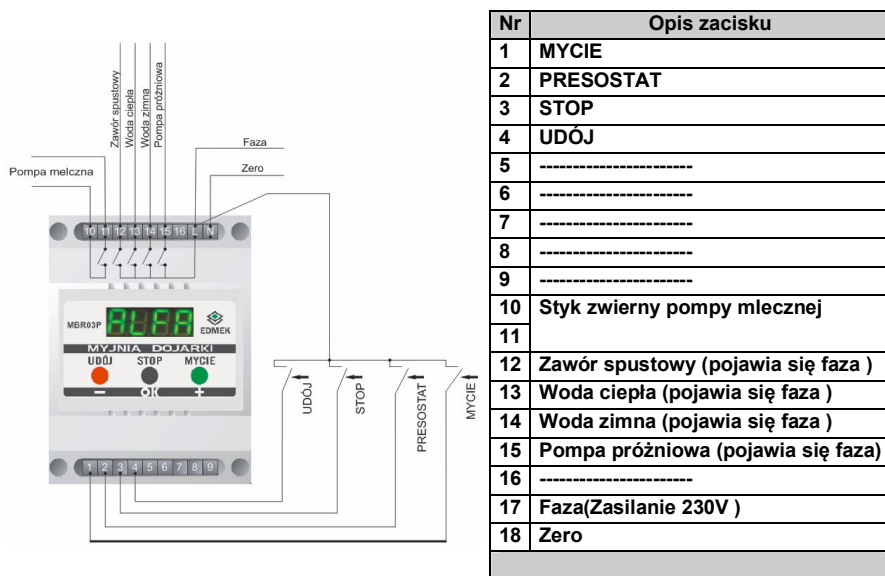 Zawór spustowy
Woda ciepła
Woda zimna
Pompa próżniowa
Faza
Zero
Pompa melczna
10 11 12 13 14 15 16 L N
MBR03P
ALFA
EDMEK
MYJNIA DOJARKI
UDÓJ STOP MYCIE
- OK +
UDÓJ
STOP
PRESOSTAT
MYCIE
1 2 3 4 5 6 7 8 9
Nr Opis zacisku
1 MYCIE
2 PRESOSTAT
3 STOP
4 UDÓJ
5 -----------------------
6 -----------------------
7 -----------------------
8 -----------------------
9 -----------------------
10 Styk zwierny pompy mlecznej
11
12 Zawór spustowy (pojawia się faza )
13 Woda ciepła (pojawia się faza )
14 Woda zimna (pojawia się faza )
15 Pompa próżniowa (pojawia się faza)
16 -----------------------
17 Faza(Zasilanie 230V )
18 Zero